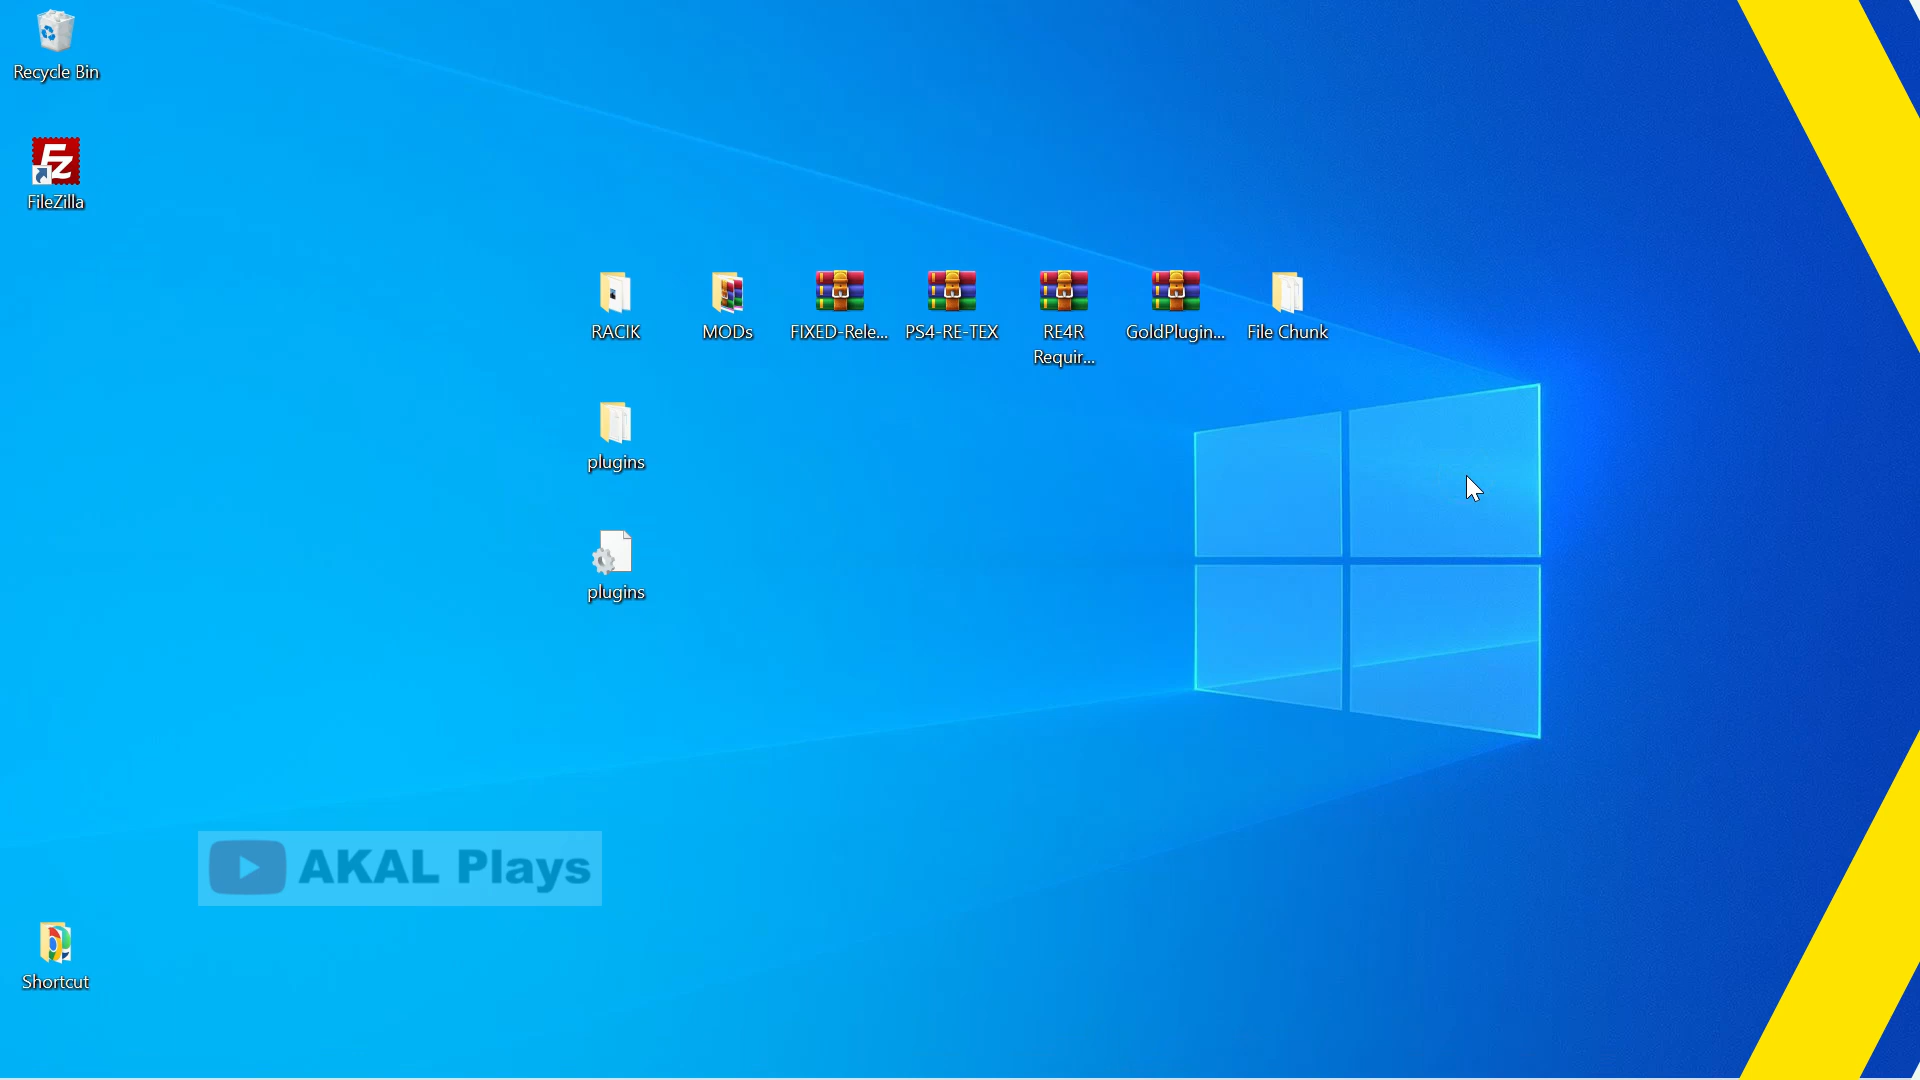 Recycle Bin
FileZilla
RACIK
MODs
FIXED-Rele...
PS4-RE-TEX
RE4R
Requir...
GoldPlugin...
File Chunk
plugins
plugins
AKAL Plays
Shortcut